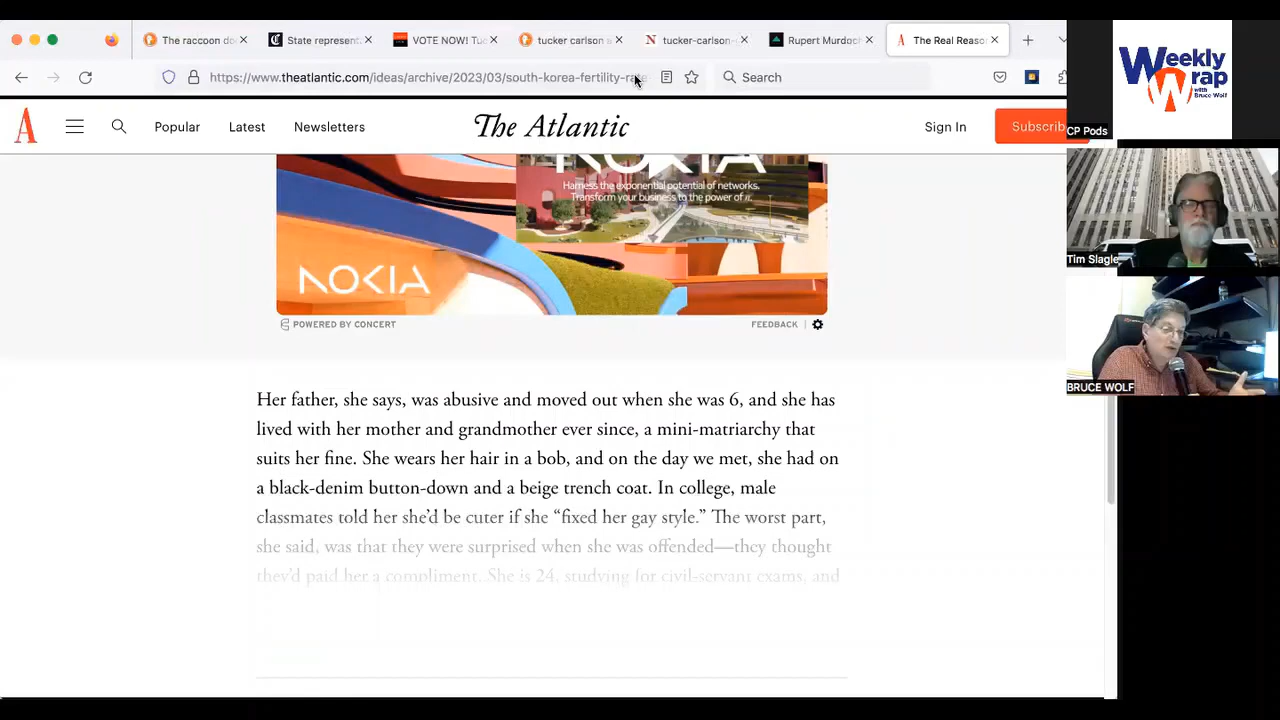 The raccoon do
State represent
VOTE NOW! Tuc
tucker carlson a
tucker-carlson-
Rupert Murdoch
The Real Reaso
https://www.theatlantic.com/ideas/archive/2023/03/south-korea-fertility-rate
Search
Popular
Latest
Newsletters
The Atlantic
Sign In
Subscrib
NOKIA
Harness the exponential potential of networks.
Transform your business to the power of n.
NOKIA
POWERED BY CONCERT
FEEDBACK
Her father, she says, was abusive and moved out when she was 6, and she has
lived with her mother and grandmother ever since, a mini-matriarchy that
suits her fine. She wears her hair in a bob, and on the day we met, she had on
a black-denim button-down and a beige trench coat. In college, male
classmates told her she’d be cuter if she “fixed her gay style.” The worst part,
she said, was that they were surprised when she was offended—they thought
they’d paid her a compliment. She is 24, studying for civil-servant exams, and
Weekly
Wrap
with
Bruce Wolf
CP Pods
Tim Slagle
BRUCE WOLF